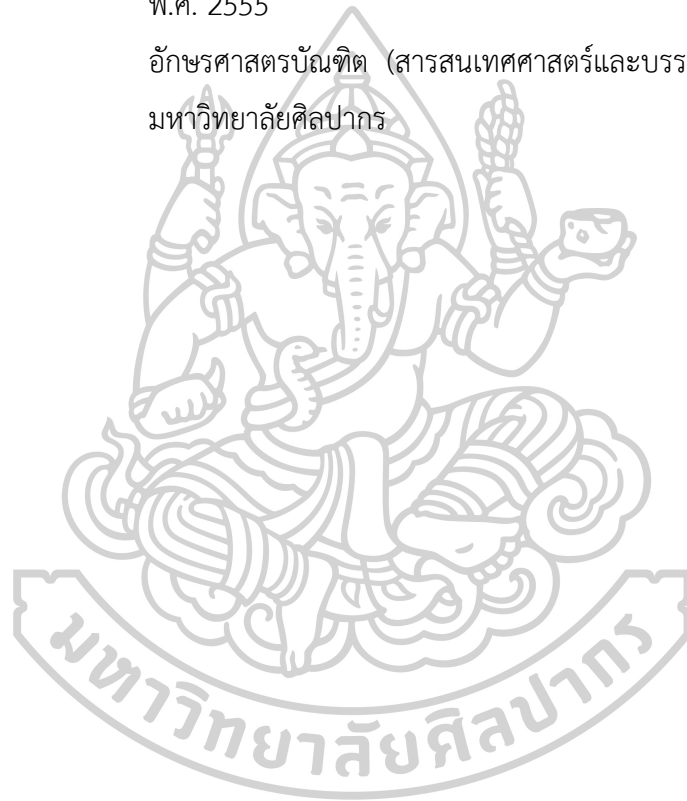 พ.ศ. 2555
อักษรศาสตรบัณฑิต (สารสนเทศศาสตร์และบรร
มหาวิทยาลัยศิลปากร
มหาวิทยาลัยศิลปากร